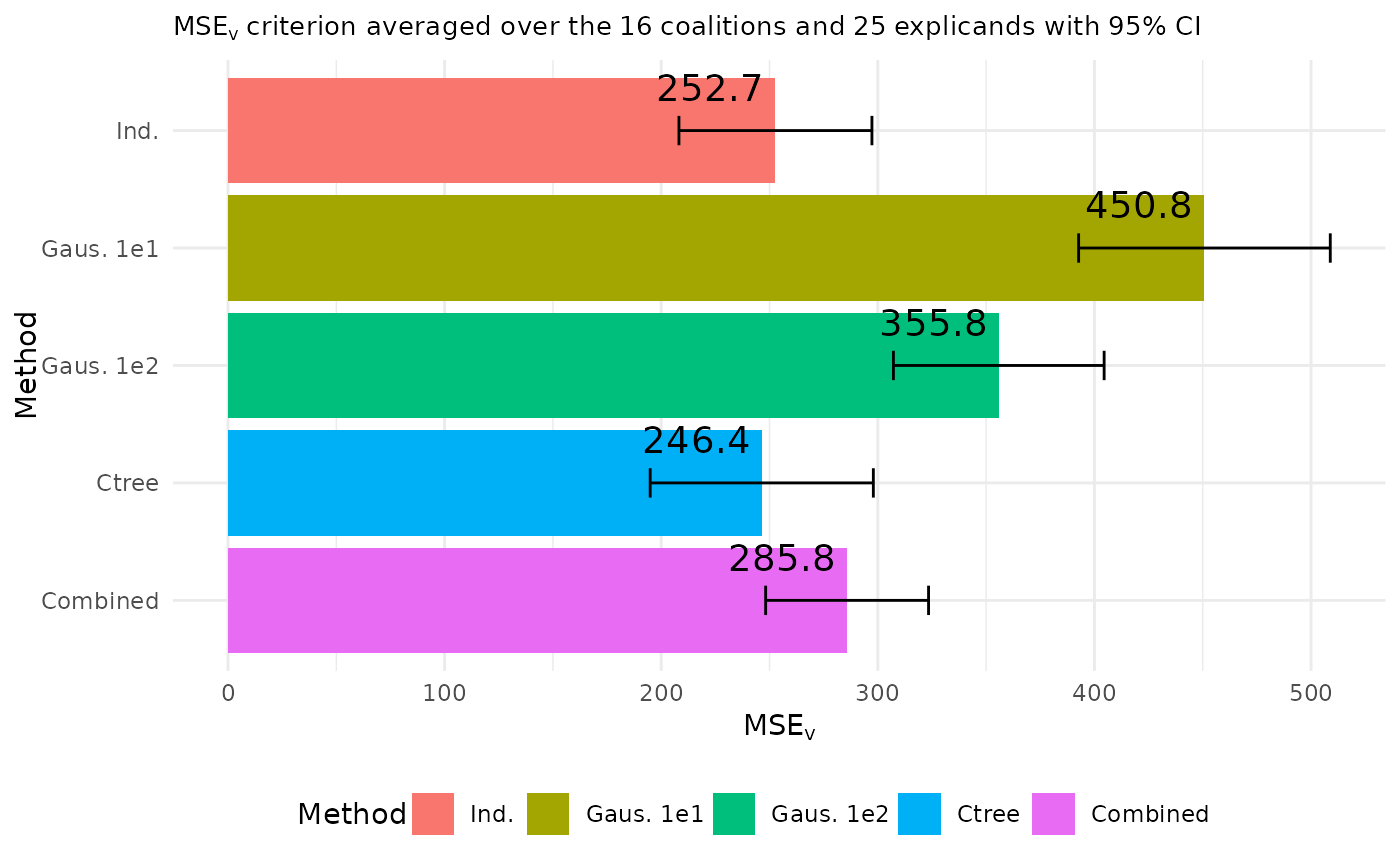 MSEv criterion averaged over the 16 coalitions and 25 explicands with 95% CI
Method
Ind.
252.7
Gaus. 1e1
450.8
Gaus. 1e2
355.8
Ctree
246.4
Combined
285.8
0 100 200 300 400 500
MSEv
Method Ind. Gaus. 1e1 Gaus. 1e2 Ctree Combined